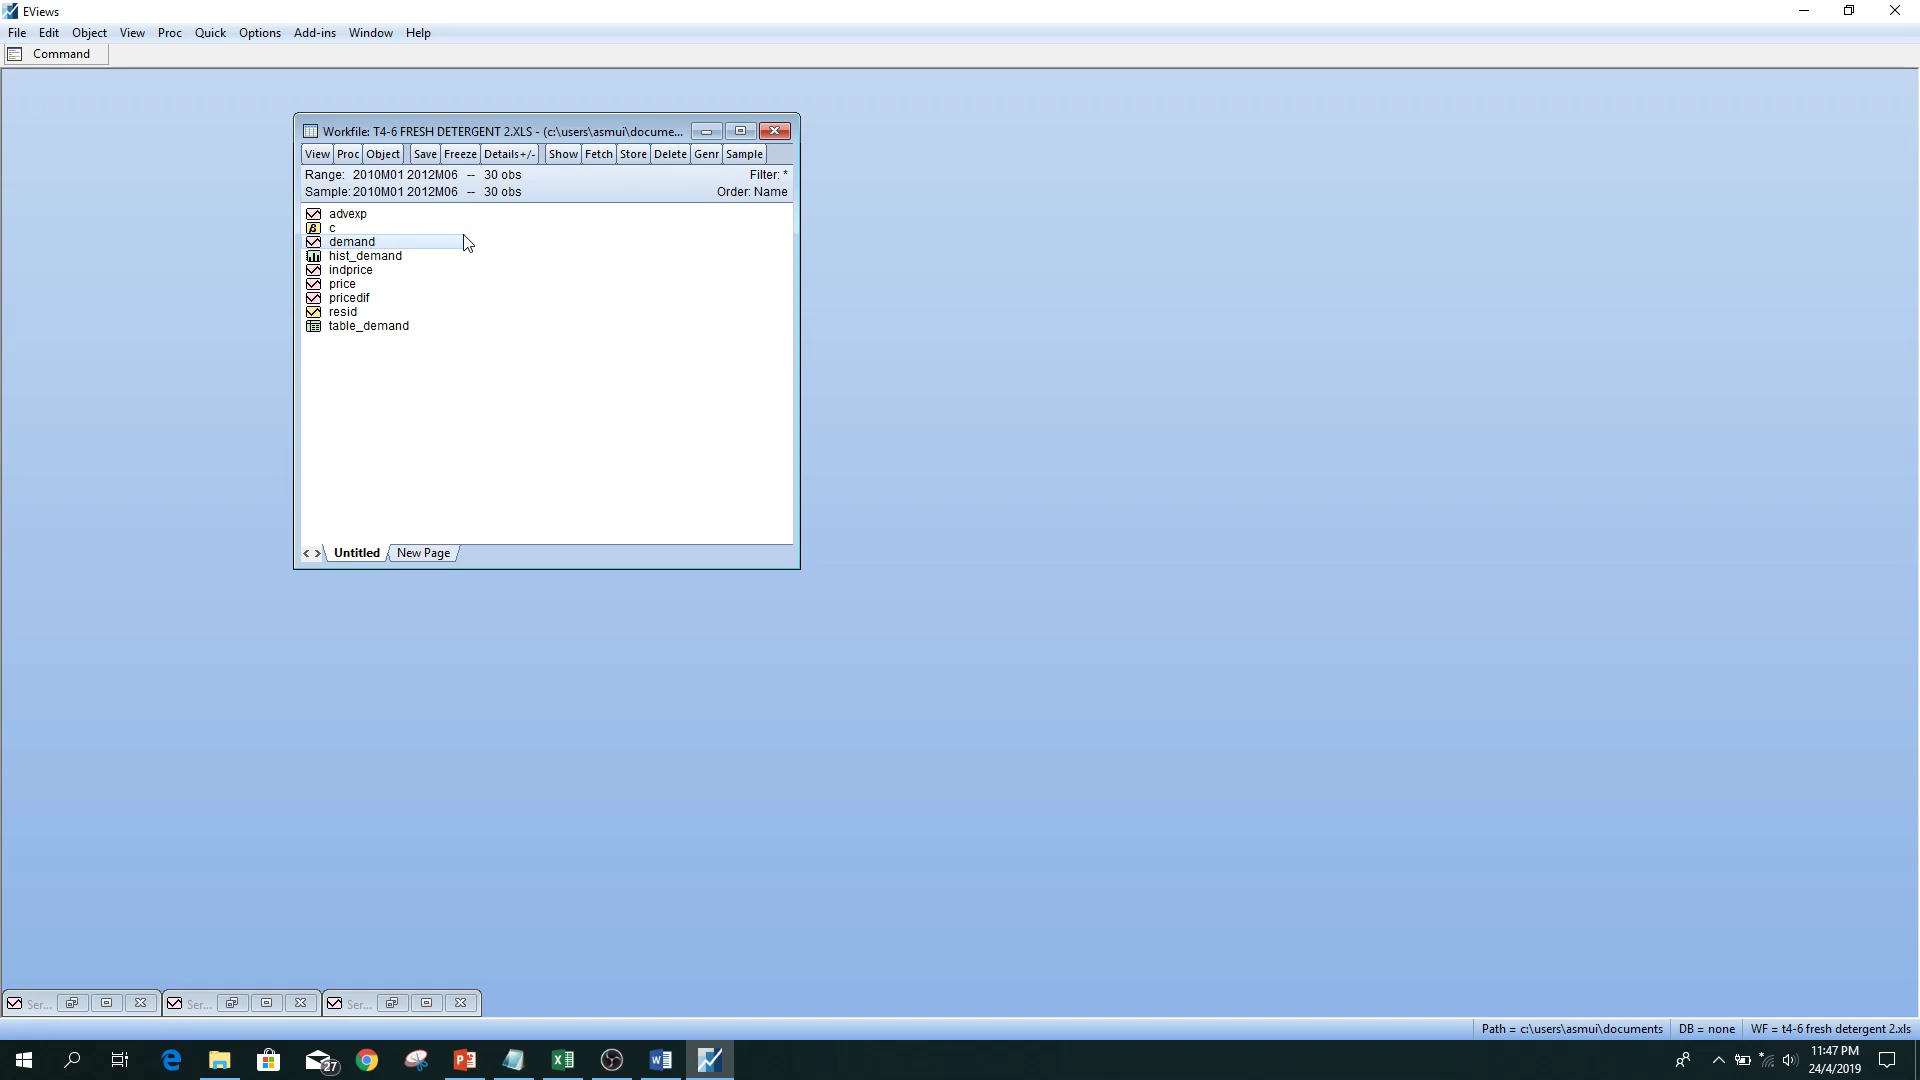 EViews
File Edit Object View Proc Quick Options Add-ins Window Help
Command
Workfile: T4-6 FRESH DETERGENT 2.XLS - (c:\users\asmui\docume...
View Proc Object Save Freeze Details+/- Show Fetch Store Delete Genr Sample
Range: 2010M01 2012M06 -- 30 obs Filter: *
Sample: 2010M01 2012M06 -- 30 obs Order: Name
advexp
β c
demand
hist_demand
indprice
price
pricedif
resid
table_demand
< > Untitled New Page
Ser... Ser... Ser...
Path = c:\users\asmui\documents DB = none WF = t4-6 fresh detergent 2.xls
27
11:47 PM
24/4/2019